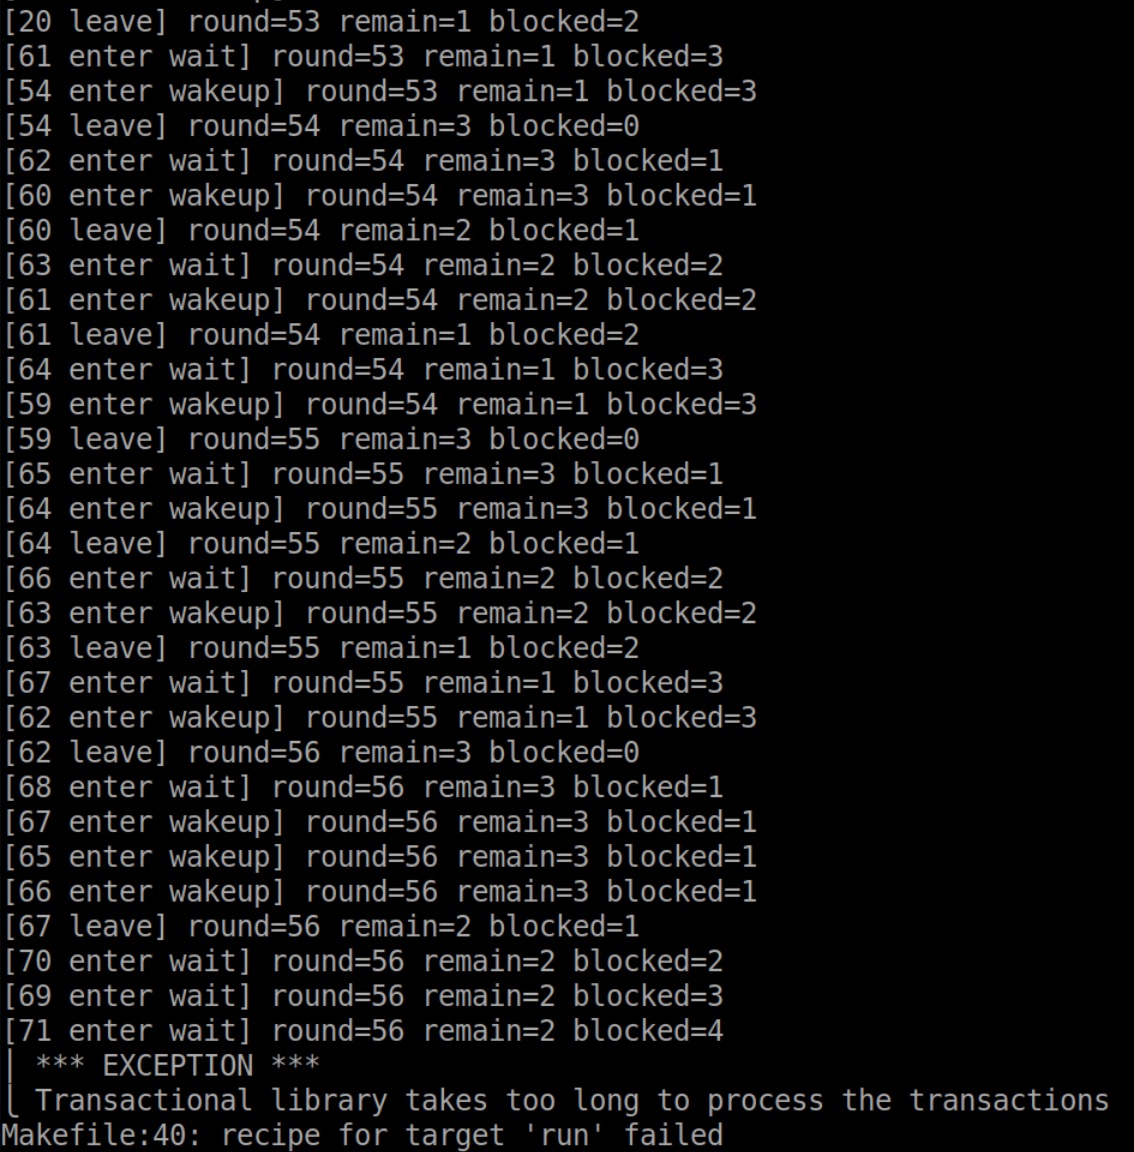 [20 leave] round=53 remain=1 blocked=2
[61 enter wait] round=53 remain=1 blocked=3
[54 enter wakeup] round=53 remain=1 blocked=3
[54 leave] round=54 remain=3 blocked=0
[62 enter wait] round=54 remain=3 blocked=1
[60 enter wakeup] round=54 remain=3 blocked=1
[60 leave] round=54 remain=2 blocked=1
[63 enter wait] round=54 remain=2 blocked=2
[61 enter wakeup] round=54 remain=2 blocked=2
[61 leave] round=54 remain=1 blocked=2
[64 enter wait] round=54 remain=1 blocked=3
[59 enter wakeup] round=54 remain=1 blocked=3
[59 leave] round=55 remain=3 blocked=0
[65 enter wait] round=55 remain=3 blocked=1
[64 enter wakeup] round=55 remain=3 blocked=1
[64 leave] round=55 remain=2 blocked=1
[66 enter wait] round=55 remain=2 blocked=2
[63 enter wakeup] round=55 remain=2 blocked=2
[63 leave] round=55 remain=1 blocked=2
[67 enter wait] round=55 remain=1 blocked=3
[62 enter wakeup] round=55 remain=1 blocked=3
[62 leave] round=56 remain=3 blocked=0
[68 enter wait] round=56 remain=3 blocked=1
[67 enter wakeup] round=56 remain=3 blocked=1
[65 enter wakeup] round=56 remain=3 blocked=1
[66 enter wakeup] round=56 remain=3 blocked=1
[67 leave] round=56 remain=2 blocked=1
[70 enter wait] round=56 remain=2 blocked=2
[69 enter wait] round=56 remain=2 blocked=3
[71 enter wait] round=56 remain=2 blocked=4
⎪ *** EXCEPTION ***
⎩ Transactional library takes too long to process the transactions
Makefile:40: recipe for target 'run' failed